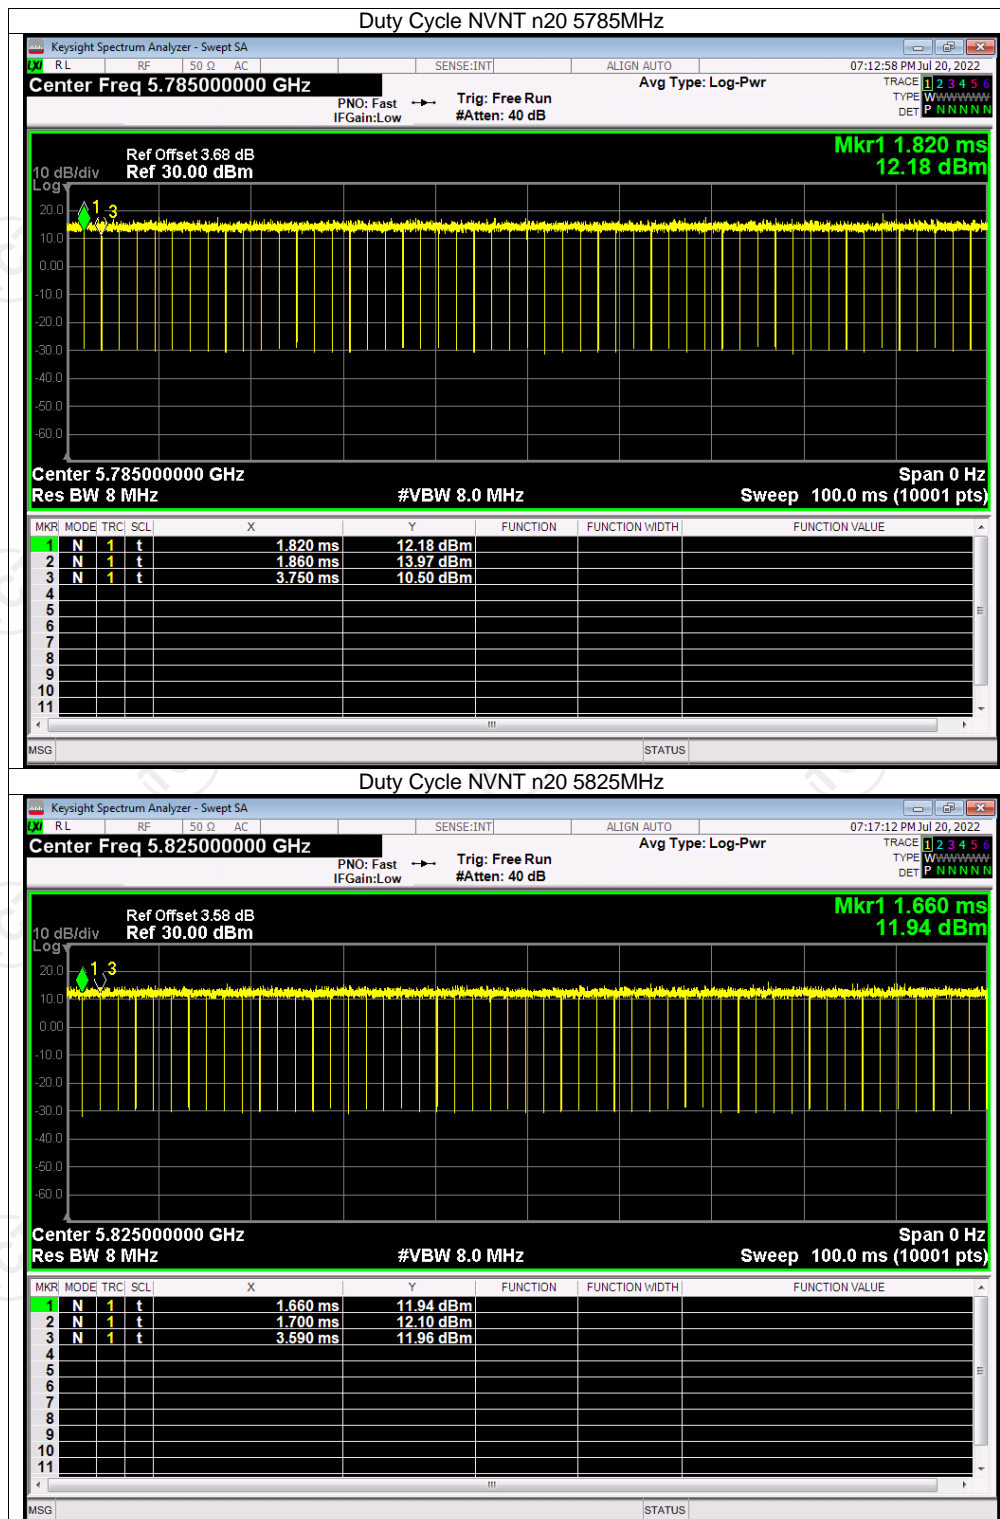 Duty Cycle NVNT n20 5785MHz
Keysight Spectrum Analyzer - Swept SA
LXI RL RF 50 Ω AC SENSE:INT ALIGN AUTO 07:12:58 PM Jul 20, 2022
Center Freq 5.785000000 GHz
Avg Type: Log-Pwr
TRACE 1 2 3 4 5 6
PNO: Fast
Trig: Free Run
TYPE WWWWWW
IFGain:Low
#Atten: 40 dB
DET P N N N N N
Mkr1 1.820 ms
12.18 dBm
Ref Offset 3.68 dB
10 dB/div Ref 30.00 dBm
Log
1 3
20.0
10.0
0.00
-10.0
-20.0
-30.0
-40.0
-50.0
-60.0
Center 5.785000000 GHz Span 0 Hz
Res BW 8 MHz #VBW 8.0 MHz Sweep 100.0 ms (10001 pts)
MKR MODE TRC SCL X Y FUNCTION FUNCTION WIDTH FUNCTION VALUE
1 N 1 t 1.820 ms 12.18 dBm
2 N 1 t 1.860 ms 13.97 dBm
3 N 1 t 3.750 ms 10.50 dBm
4
5
6
7
8
9
10
11
MSG STATUS
Duty Cycle NVNT n20 5825MHz
Keysight Spectrum Analyzer - Swept SA
LXI RL RF 50 Ω AC SENSE:INT ALIGN AUTO 07:17:12 PM Jul 20, 2022
Center Freq 5.825000000 GHz
Avg Type: Log-Pwr
TRACE 1 2 3 4 5 6
PNO: Fast
Trig: Free Run
TYPE WWWWWW
IFGain:Low
#Atten: 40 dB
DET P N N N N N
Mkr1 1.660 ms
11.94 dBm
Ref Offset 3.58 dB
10 dB/div Ref 30.00 dBm
Log
1 3
20.0
10.0
0.00
-10.0
-20.0
-30.0
-40.0
-50.0
-60.0
Center 5.825000000 GHz Span 0 Hz
Res BW 8 MHz #VBW 8.0 MHz Sweep 100.0 ms (10001 pts)
MKR MODE TRC SCL X Y FUNCTION FUNCTION WIDTH FUNCTION VALUE
1 N 1 t 1.660 ms 11.94 dBm
2 N 1 t 1.700 ms 12.10 dBm
3 N 1 t 3.590 ms 11.96 dBm
4
5
6
7
8
9
10
11
MSG STATUS